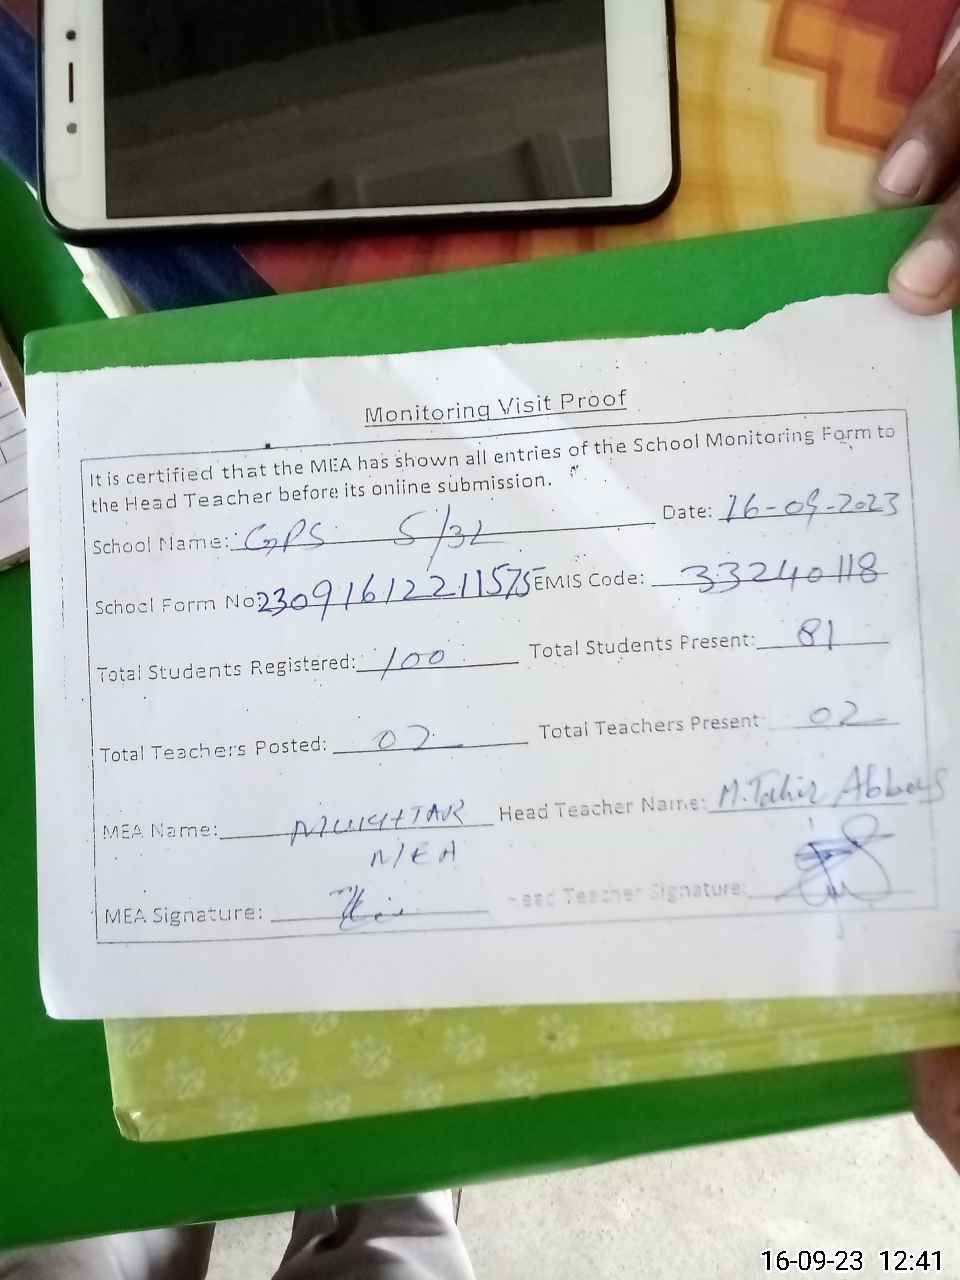 Monitoring Visit Proof
It is certified that the MEA has shown all entries of the School Monitoring Form to
the Head Teacher before its online submission.
School Name: GPS 5/3L Date: 16-09-2023
School Form No 23091612211575 EMIS Code: 33240118
Total Students Registered: 100 Total Students Present: 81
Total Teachers Posted: 02 Total Teachers Present 02
MEA Name: MUKHTAR Head Teacher Name: M. Tahir Abbas
MEA
MEA Signature: Head Teacher Signature:
16-09-23 12:41